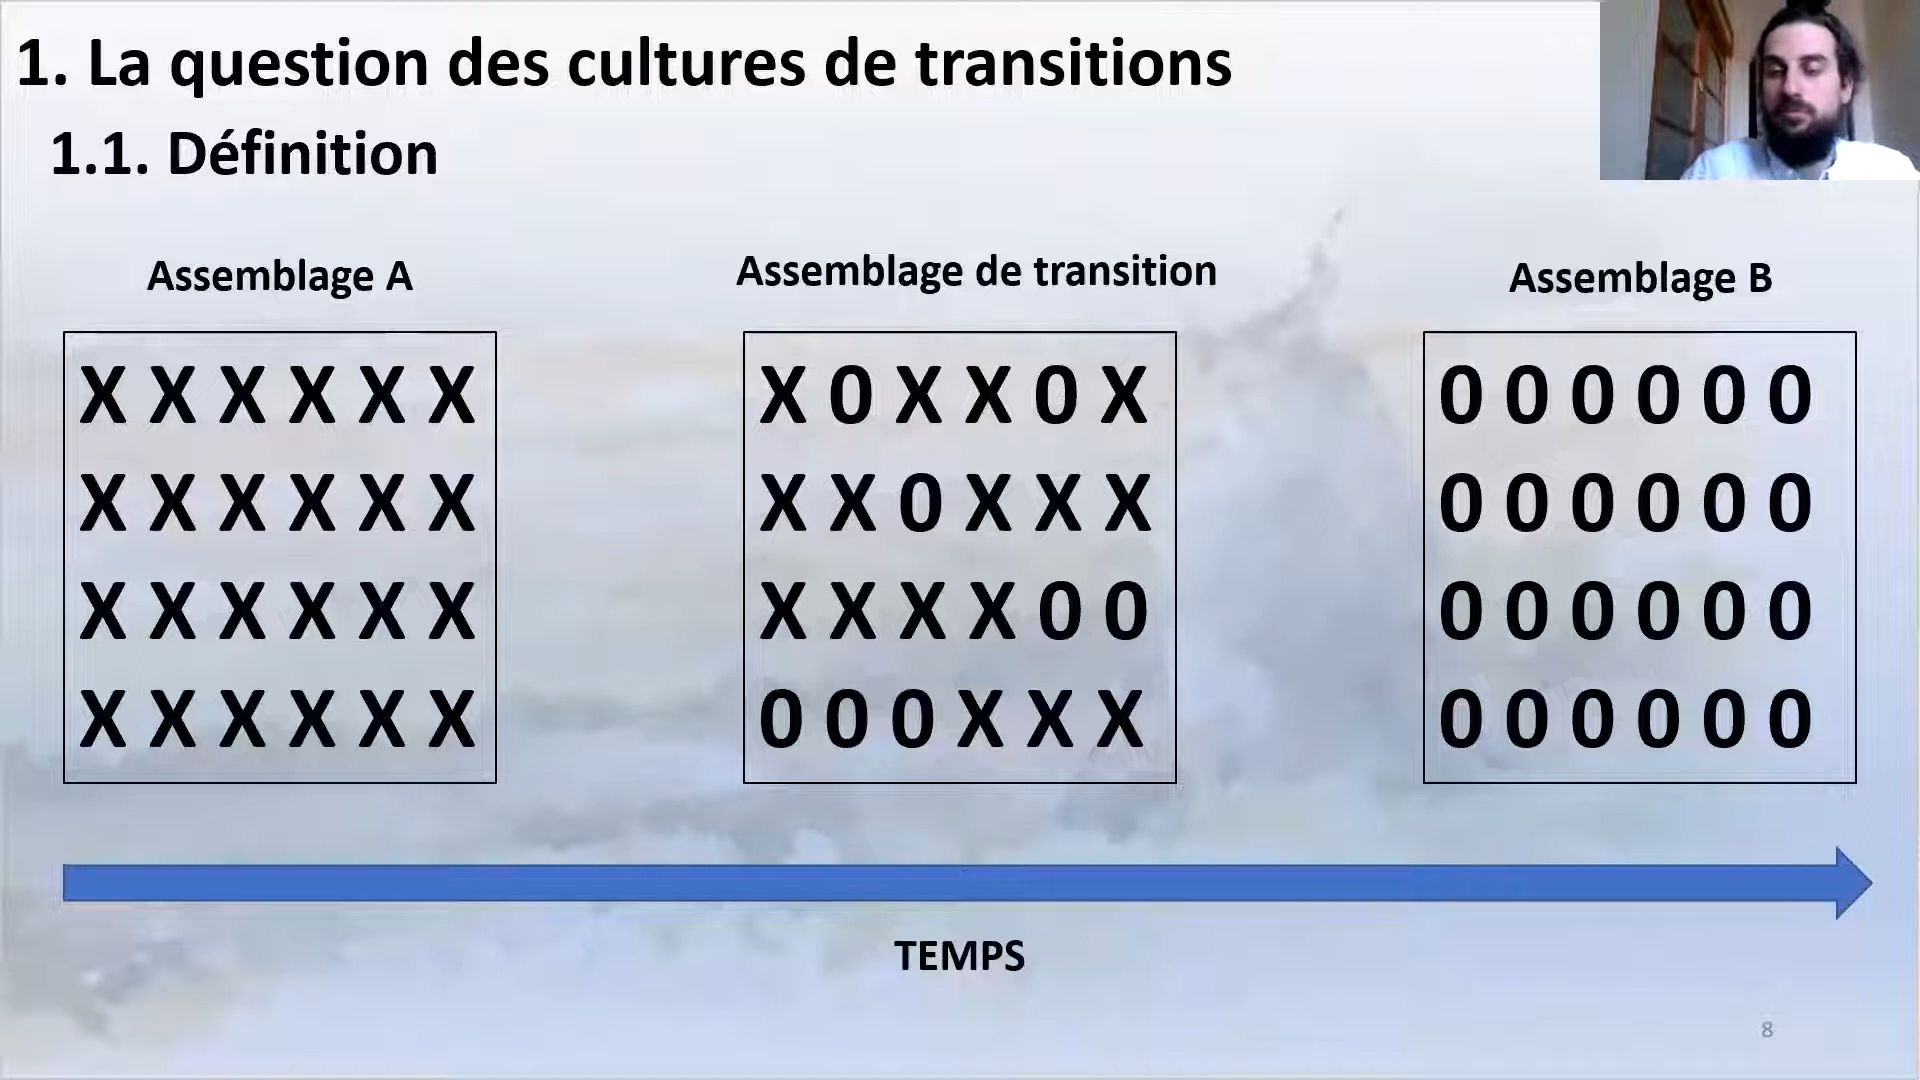 1. La question des cultures de transitions
1.1. Définition
Assemblage A
Assemblage de transition
Assemblage B
X X X X X X
X X X X X X
X X X X X X
X X X X X X
X 0 X X 0 X
X X 0 X X X
X X X X 0 0
0 0 0 X X X
0 0 0 0 0 0
0 0 0 0 0 0
0 0 0 0 0 0
0 0 0 0 0 0
TEMPS
8